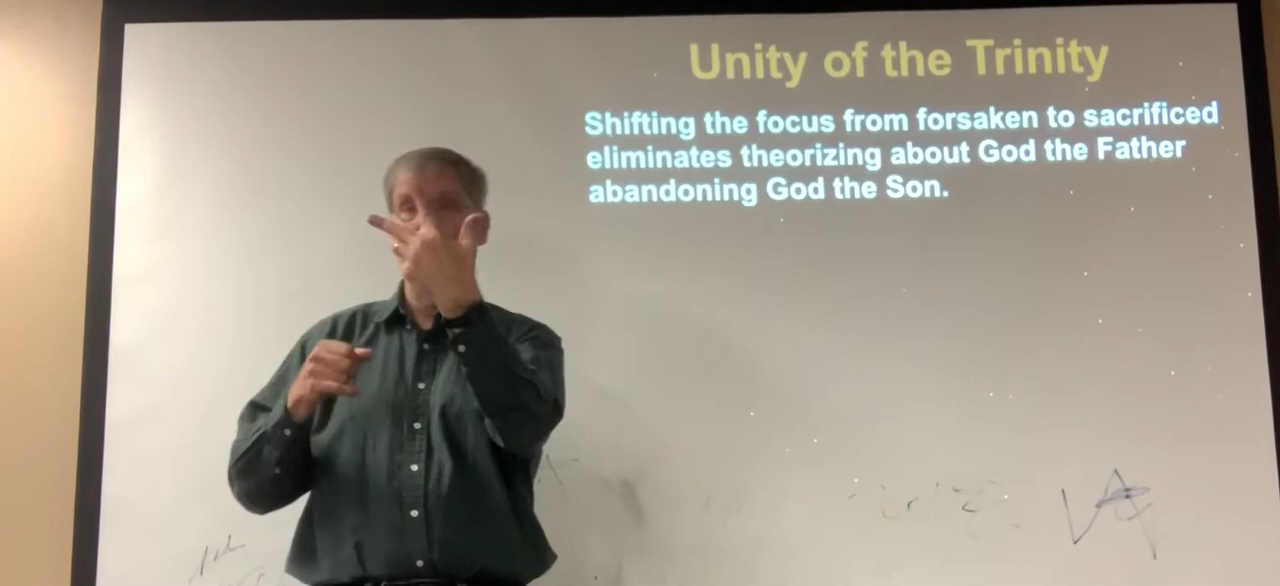 Unity of the Trinity
Shifting the focus from forsaken to sacrificed
eliminates theorizing about God the Father
abandoning God the Son.